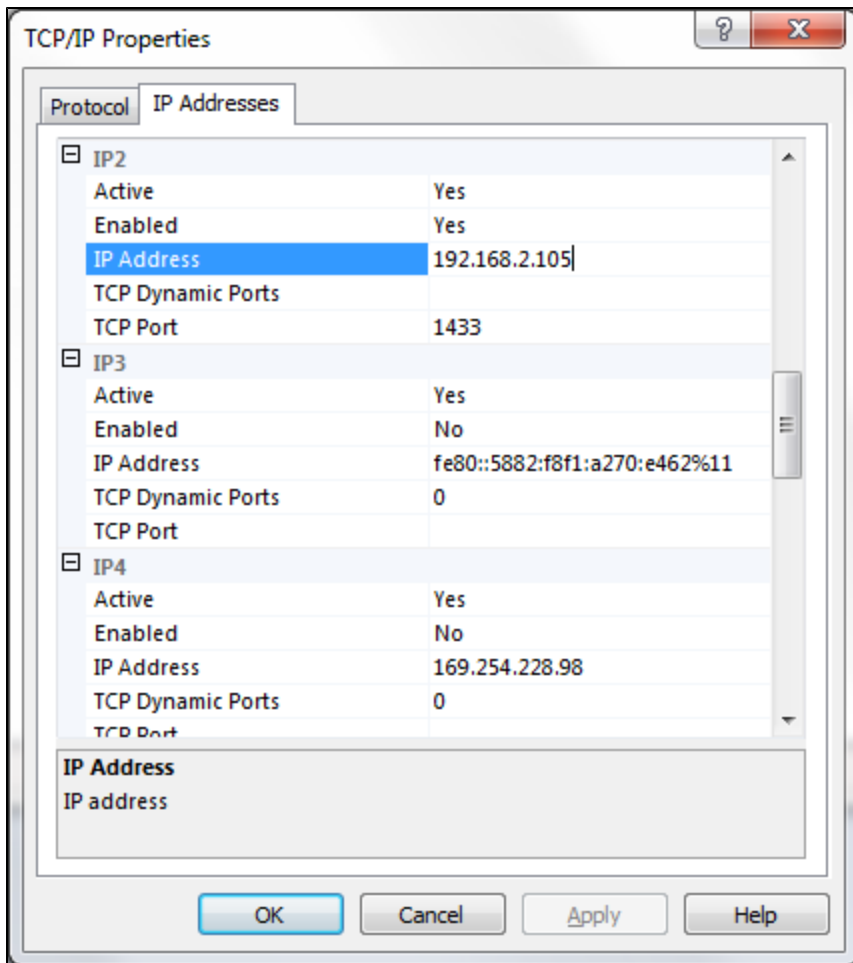 TCP/IP Properties
Protocol IP Addresses
IP2
Active Yes
Enabled Yes
IP Address 192.168.2.105
TCP Dynamic Ports
TCP Port 1433
IP3
Active Yes
Enabled No
IP Address fe80::5882:f8f1:a270:e462%11
TCP Dynamic Ports 0
TCP Port
IP4
Active Yes
Enabled No
IP Address 169.254.228.98
TCP Dynamic Ports 0
TCP Port
IP Address
IP address
OK Cancel Apply Help